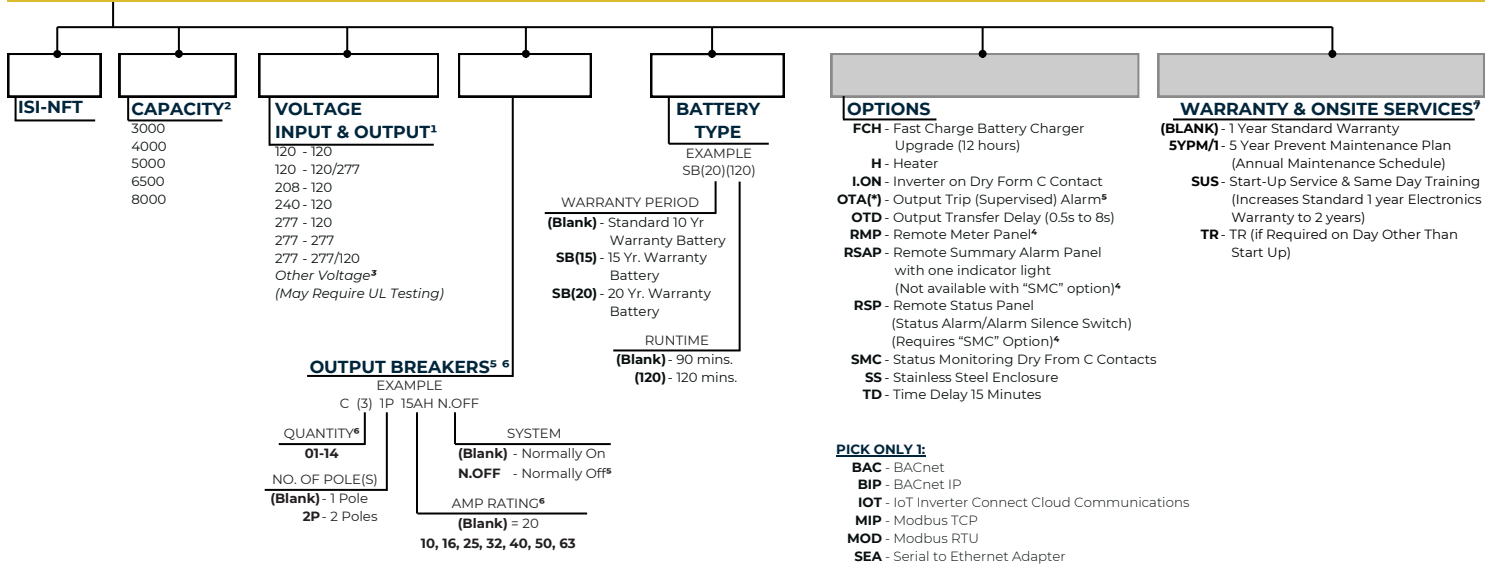 ISI-NFT
CAPACITY²
3000
4000
5000
6500
8000
VOLTAGE
INPUT & OUTPUT¹
120 - 120
120 - 120/277
208 - 120
240 - 120
277 - 120
277 - 277
277 - 277/120
Other Voltage³
(May Require UL Testing)
OUTPUT BREAKERS⁵ ⁶
EXAMPLE
C (3) 1P 15AH N.OFF
QUANTITY⁶
01-14
NO. OF POLE(S)
(Blank) - 1 Pole
2P - 2 Poles
SYSTEM
(Blank) - Normally On
N.OFF - Normally Off⁵
AMP RATING⁶
(Blank) = 20
10, 16, 25, 32, 40, 50, 63
BATTERY
TYPE
EXAMPLE
SB(20)(120)
WARRANTY PERIOD
(Blank) - Standard 10 Yr
Warranty Battery
SB(15) - 15 Yr. Warranty
Battery
SB(20) - 20 Yr. Warranty
Battery
RUNTIME
(Blank) - 90 mins.
(120) - 120 mins.
OPTIONS
FCH - Fast Charge Battery Charger
Upgrade (12 hours)
H - Heater
I.ON - Inverter on Dry Form C Contact
OTA(*) - Output Trip (Supervised) Alarm⁵
OTD - Output Transfer Delay (0.5s to 8s)
RMP - Remote Meter Panel⁴
RSAP - Remote Summary Alarm Panel
with one indicator light
(Not available with “SMC” option)⁴
RSP - Remote Status Panel
(Status Alarm/Alarm Silence Switch)
(Requires “SMC” Option)⁴
SMC - Status Monitoring Dry From C Contacts
SS - Stainless Steel Enclosure
TD - Time Delay 15 Minutes
PICK ONLY 1:
BAC - BACnet
BIP - BACnet IP
IOT - IoT Inverter Connect Cloud Communications
MIP - Modbus TCP
MOD - Modbus RTU
SEA - Serial to Ethernet Adapter
WARRANTY & ONSITE SERVICES⁷
(BLANK) - 1 Year Standard Warranty
5YPM/1 - 5 Year Prevent Maintenance Plan
(Annual Maintenance Schedule)
SUS - Start-Up Service & Same Day Training
(Increases Standard 1 year Electronics
Warranty to 2 years)
TR - TR (if Required on Day Other Than
Start Up)